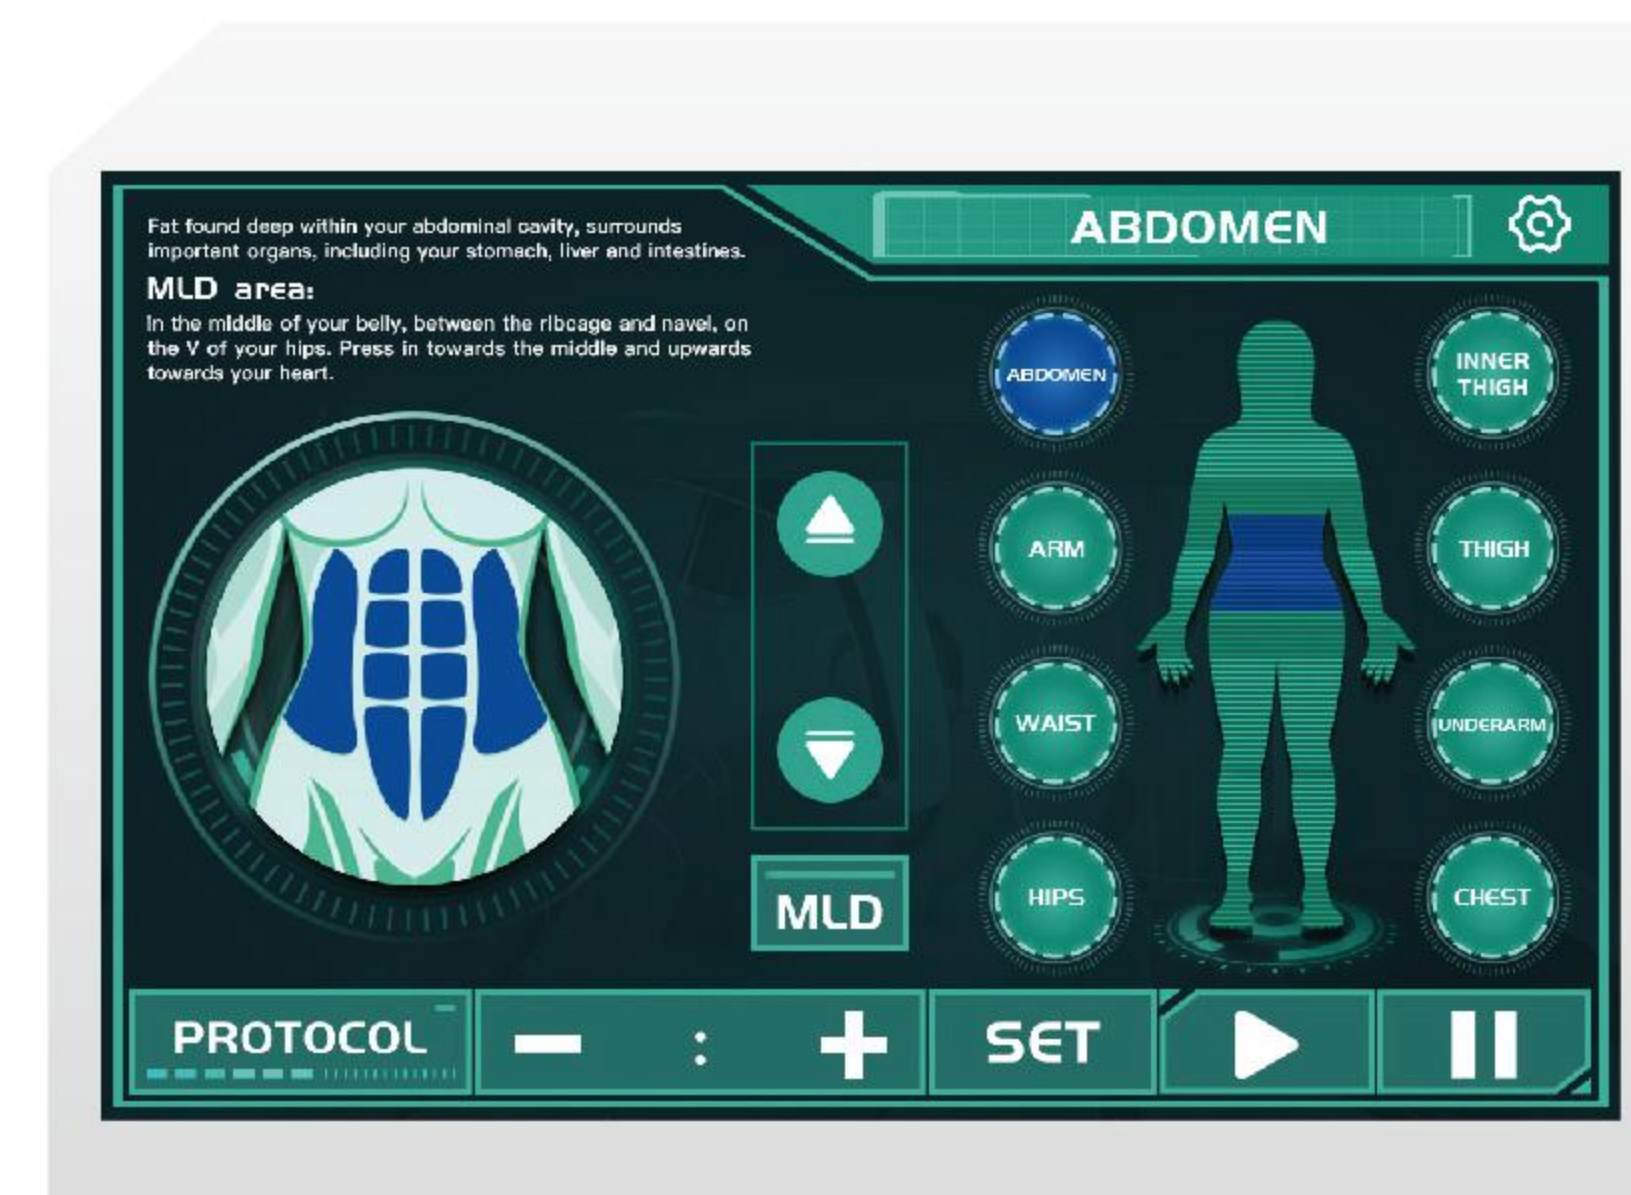 Fat found deep within your abdominal cavity, surrounds
important organs, including your stomach, liver and intestines.
MLD area:
In the middle of your belly, between the ribcage and navel, on
the V of your hips. Press in towards the middle and upwards
towards your heart.
ABDOMEN
ABDOMEN
INNER
THIGH
ARM
THIGH
WAIST
UNDERARM
HIPS
CHEST
MLD
PROTOCOL
− : +
SET